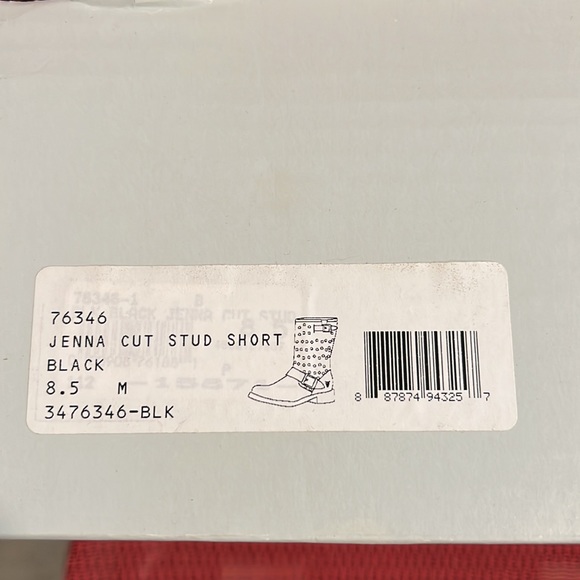 76346
JENNA CUT STUD SHORT
BLACK
8.5 M
3476346-BLK
8 87874 94325 7